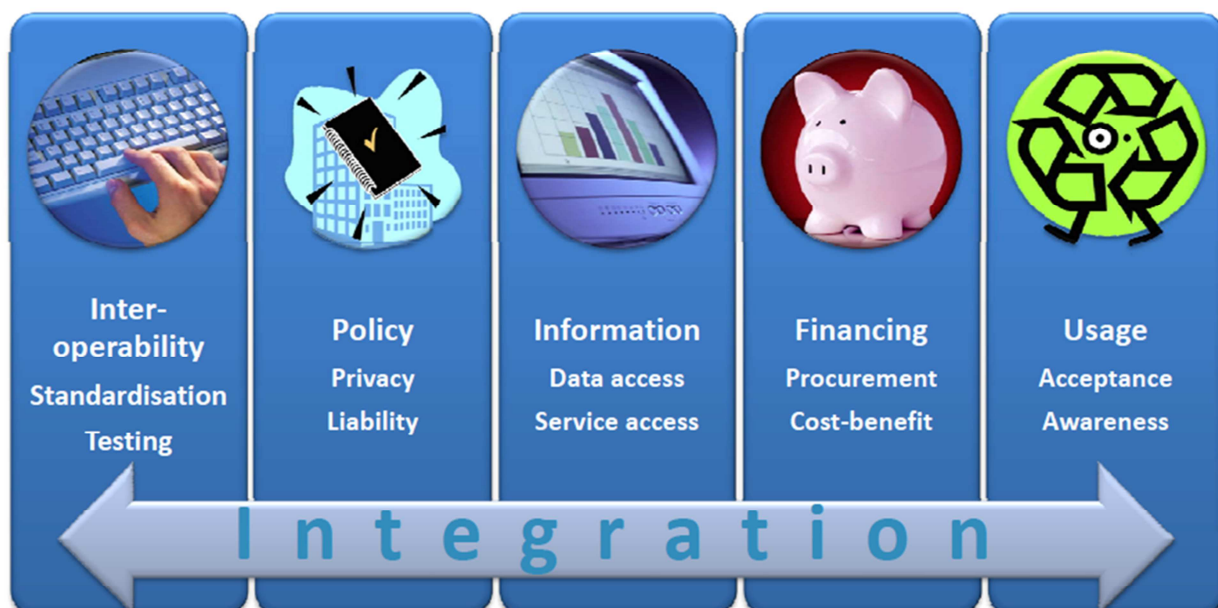 Inter-
operability
Standardisation
Testing
Policy
Privacy
Liability
Information
Data access
Service access
Financing
Procurement
Cost-benefit
Usage
Acceptance
Awareness
Integration